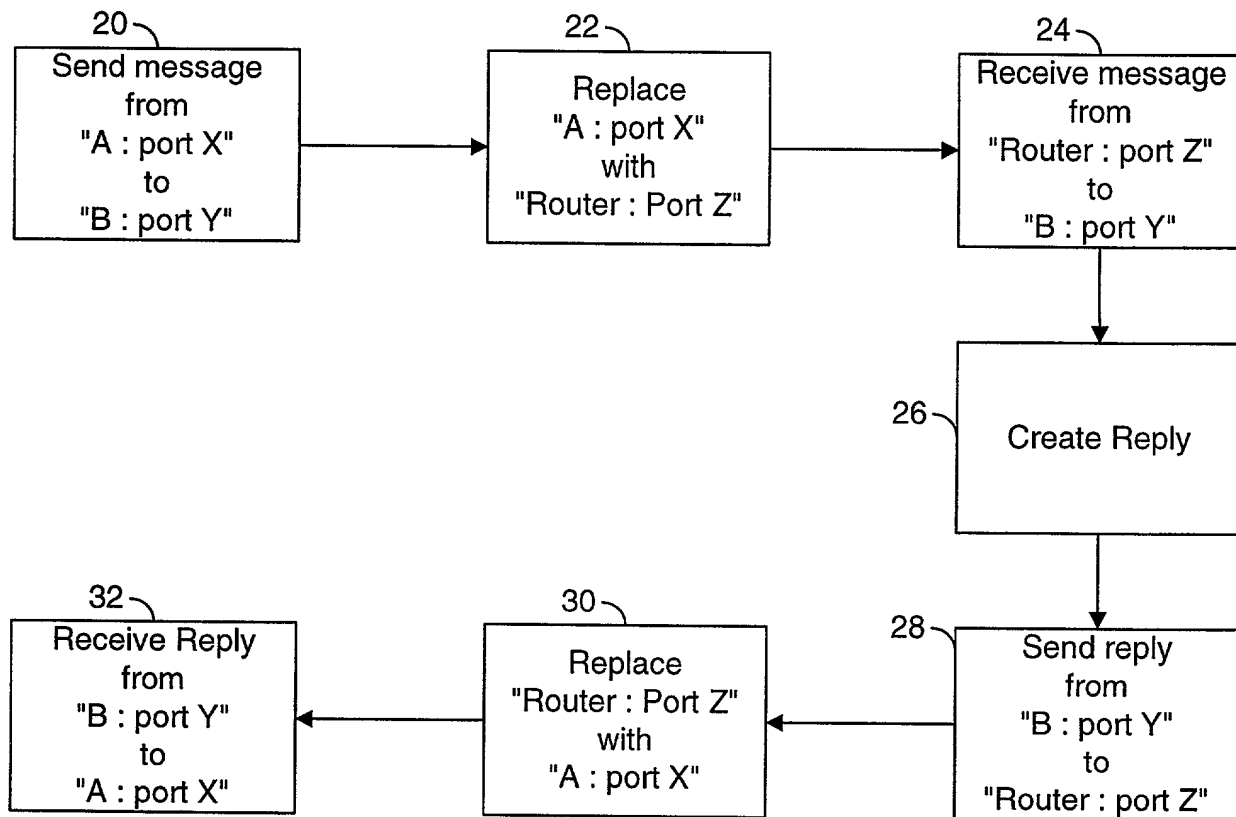 20
Send message
from
"A : port X"
to
"B : port Y"
22
Replace
"A : port X"
with
"Router : Port Z"
24
Receive message
from
"Router : port Z"
to
"B : port Y"
26
Create Reply
28
Send reply
from
"B : port Y"
to
"Router : port Z"
30
Replace
"Router : Port Z"
with
"A : port X"
32
Receive Reply
from
"B : port Y"
to
"A : port X"